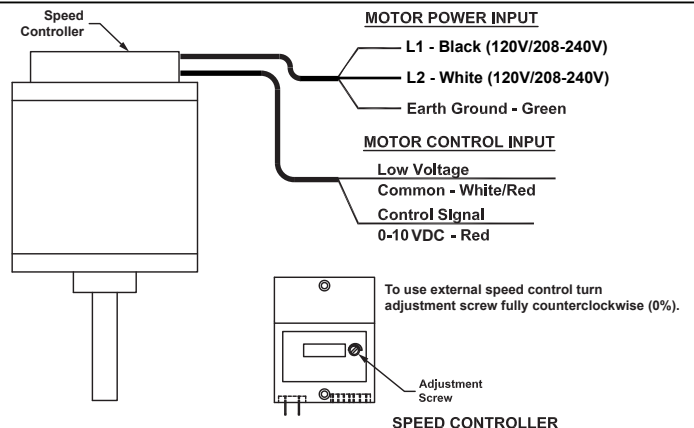 Speed
Controller
MOTOR POWER INPUT
L1 - Black (120V/208-240V)
L2 - White (120V/208-240V)
Earth Ground - Green
MOTOR CONTROL INPUT
Low Voltage
Common - White/Red
Control Signal
0-10 VDC - Red
To use external speed control turn
adjustment screw fully counterclockwise (0%).
Adjustment
Screw
SPEED CONTROLLER